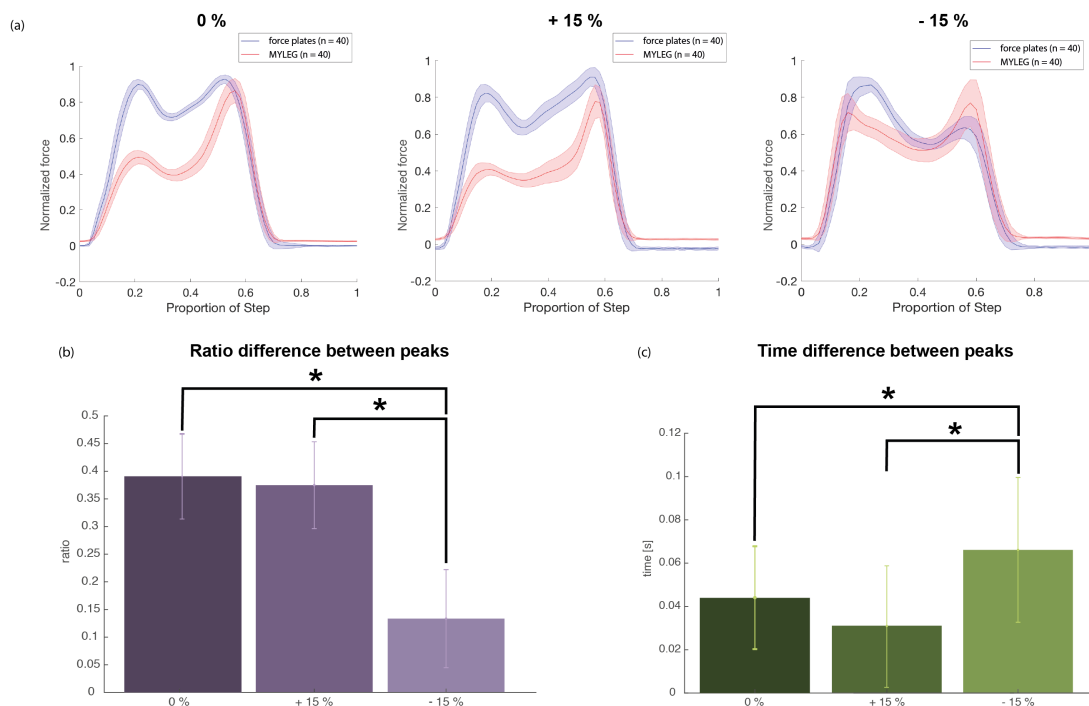 (a)
0 %
+ 15 %
- 15 %
force plates (n = 40)
MYLEG (n = 40)
force plates (n = 40)
MYLEG (n = 40)
force plates (n = 40)
MYLEG (n = 40)
1
0.8
0.6
0.4
0.2
0
-0.2
Normalized force
0 0.2 0.4 0.6 0.8 1
Proportion of Step
1
0.8
0.6
0.4
0.2
0
-0.2
Normalized force
0 0.2 0.4 0.6 0.8 1
Proportion of Step
1
0.8
0.6
0.4
0.2
0
-0.2
Normalized force
0 0.2 0.4 0.6 0.8
Proportion of Step
(b)
Ratio difference between peaks
*
*
0.5
0.45
0.4
0.35
0.3
0.25
0.2
0.15
0.1
0.05
0
ratio
0 % + 15 % - 15 %
(c)
Time difference between peaks
*
*
0.12
0.1
0.08
0.06
0.04
0.02
0
time [s]
0 % + 15 % - 15 %